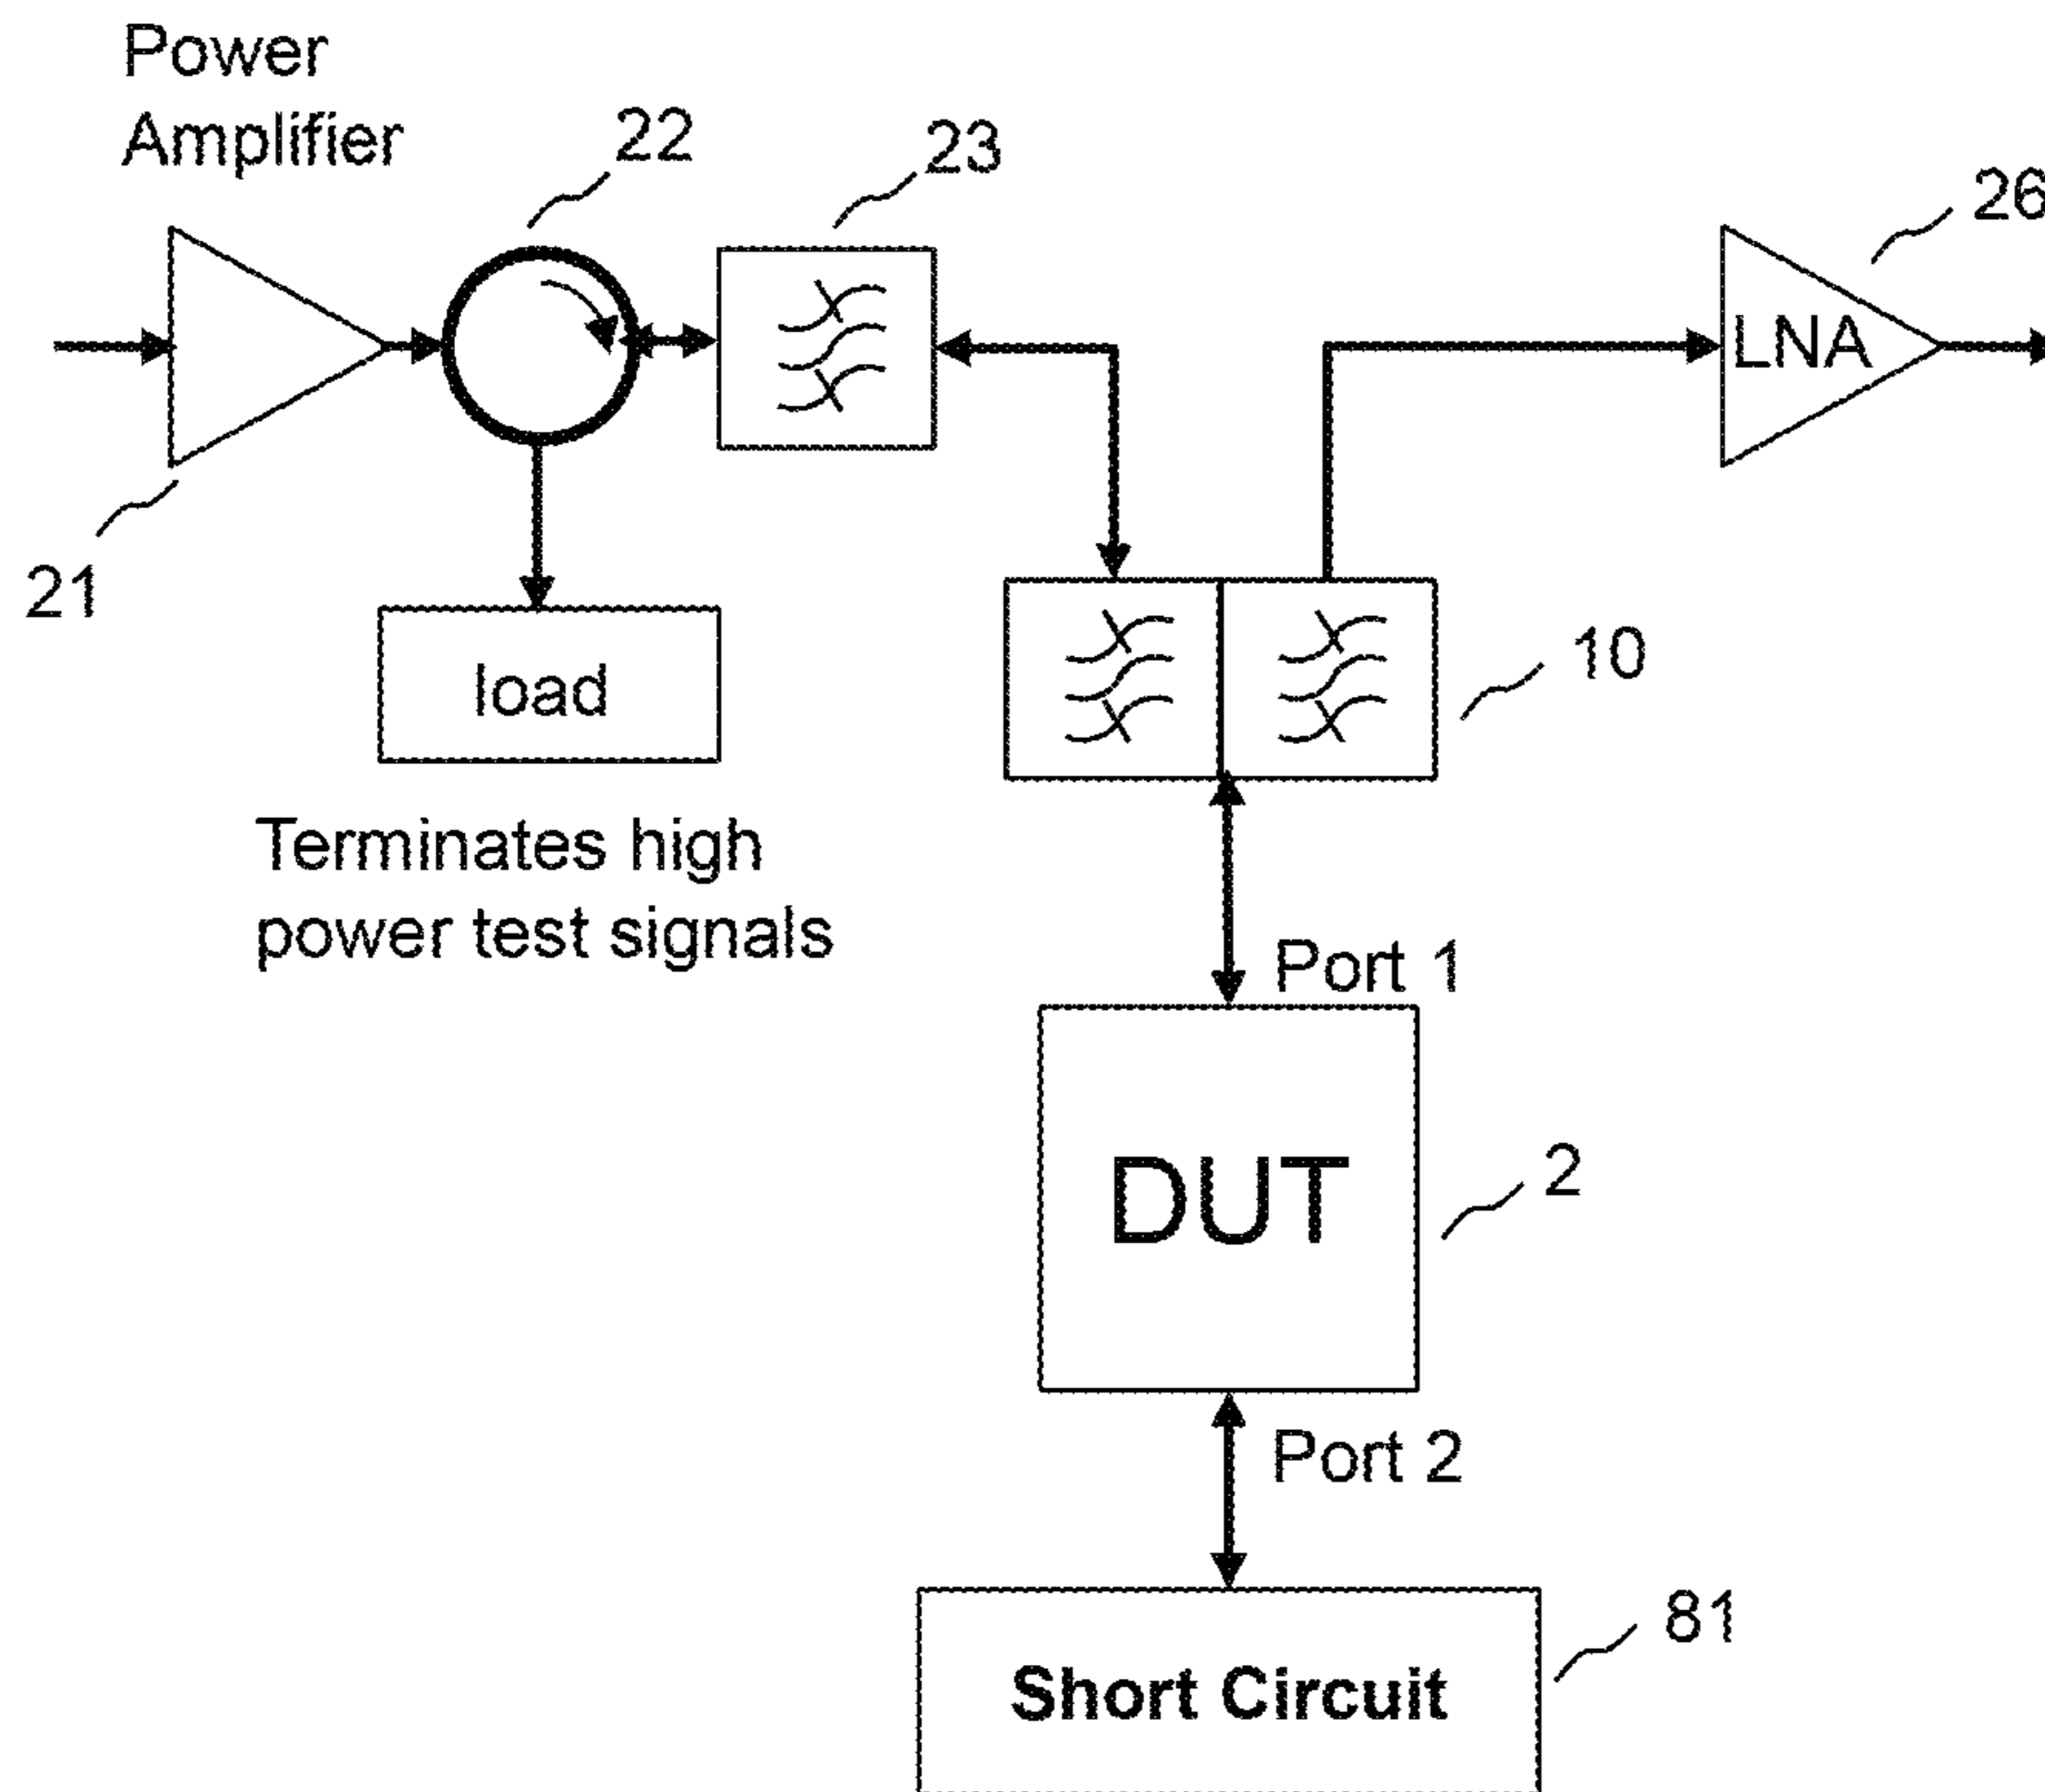 Power
Amplifier
22
23
26
LNA
21
load
10
Terminates high
power test signals
Port 1
DUT
2
Port 2
81
Short Circuit